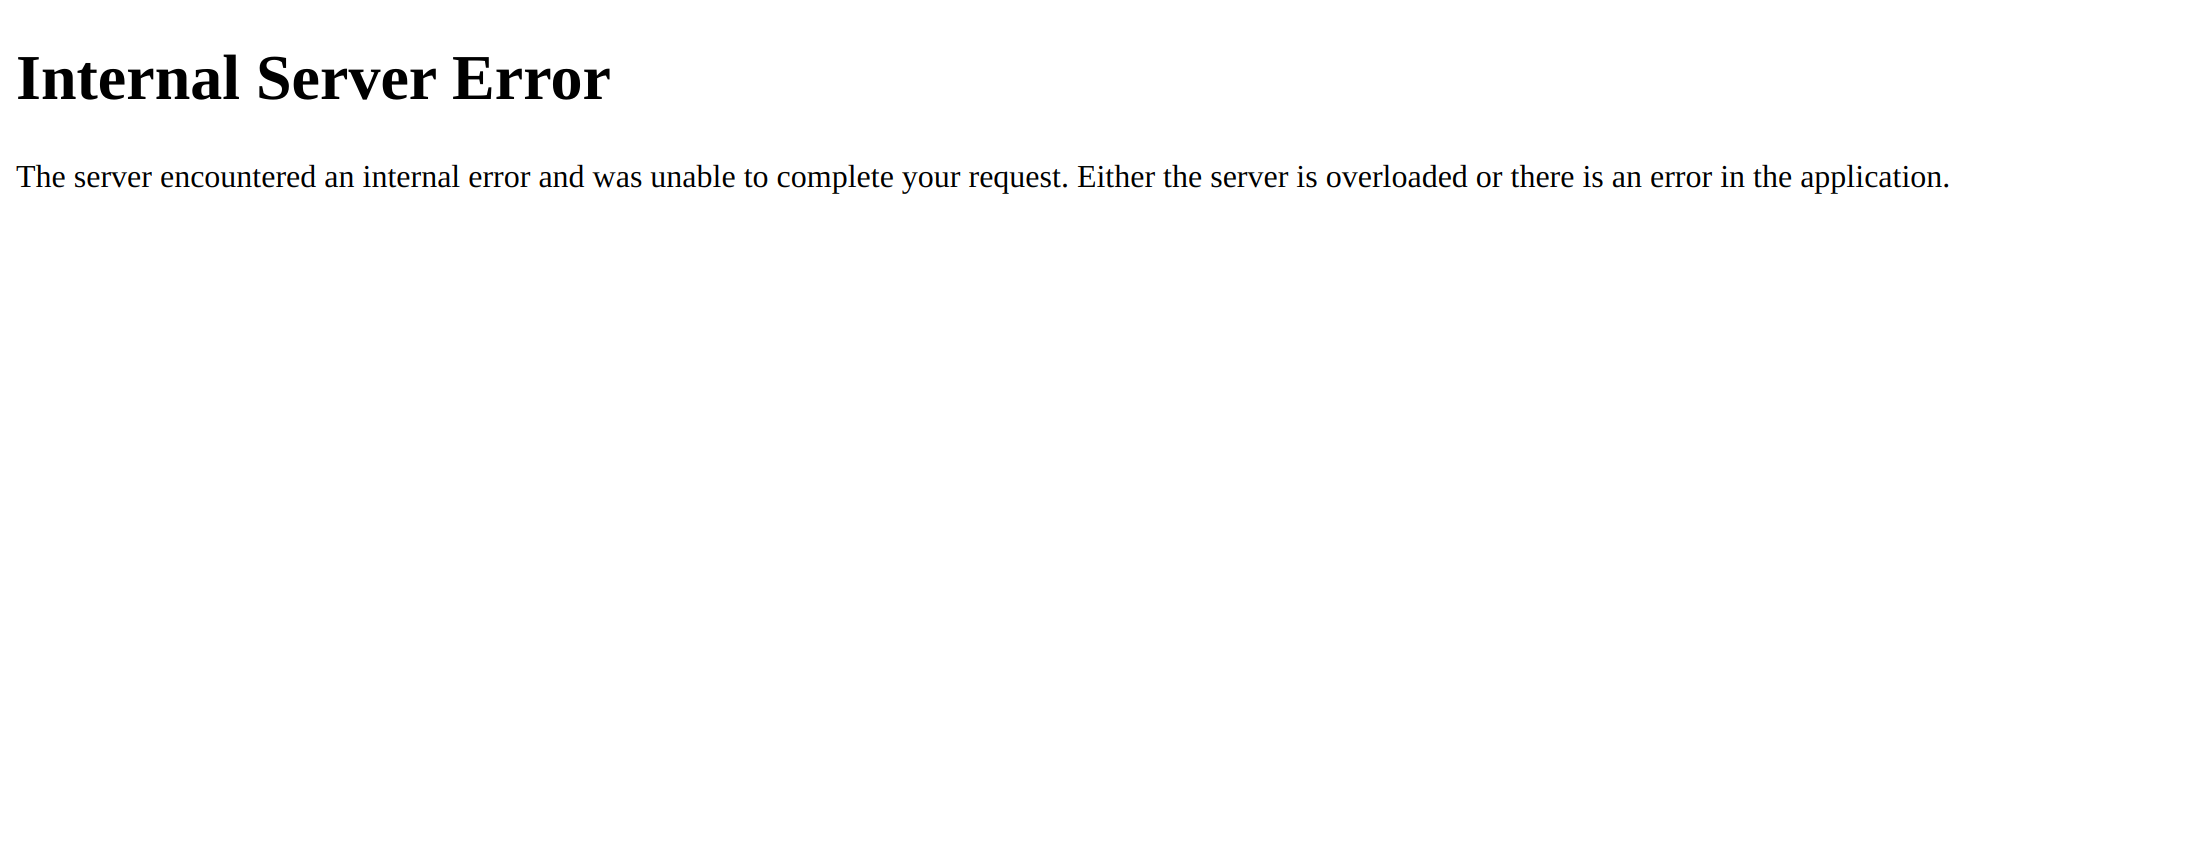 Internal Server Error
The server encountered an internal error and was unable to complete your request. Either the server is overloaded or there is an error in the application.